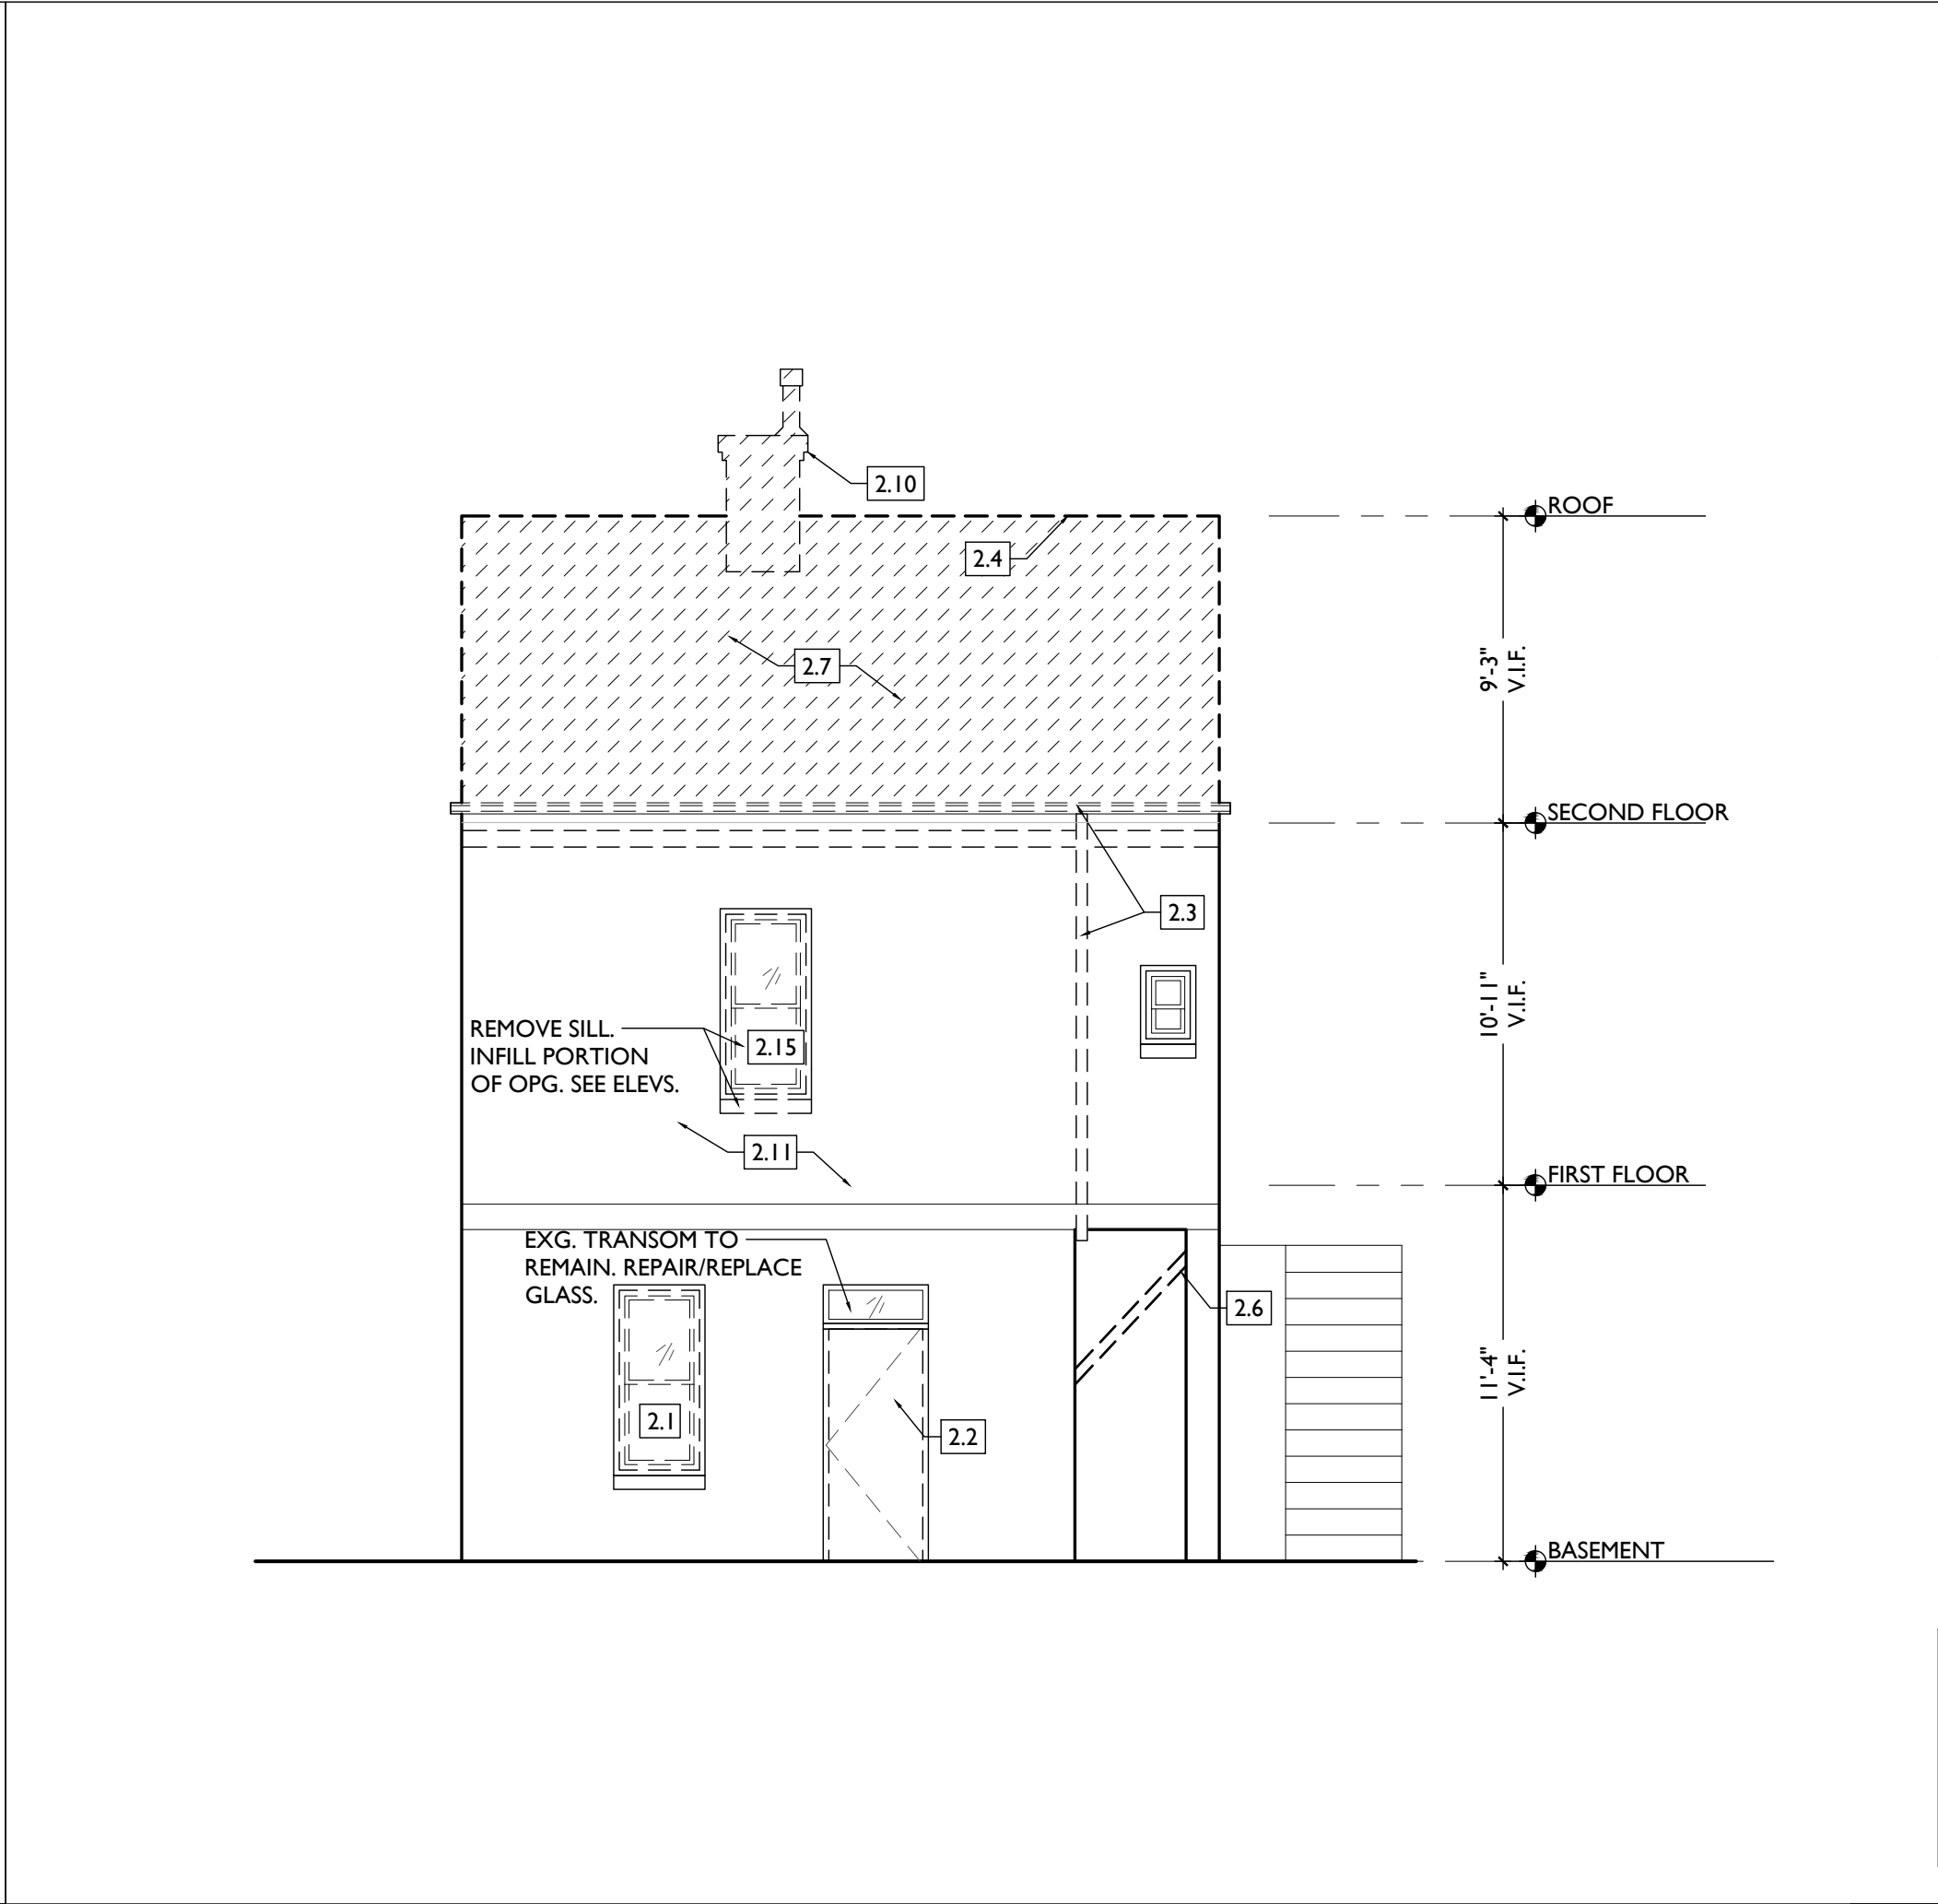 2.10
ROOF
2.4
9'-3"
V.I.F.
2.7
SECOND FLOOR
2.3
10'-11"
V.I.F.
REMOVE SILL.
INFILL PORTION
OF OPG. SEE ELEVS.
2.15
2.11
FIRST FLOOR
EXG. TRANSOM TO
REMAIN. REPAIR/REPLACE
GLASS.
2.6
11'-4"
V.I.F.
2.1
2.2
BASEMENT